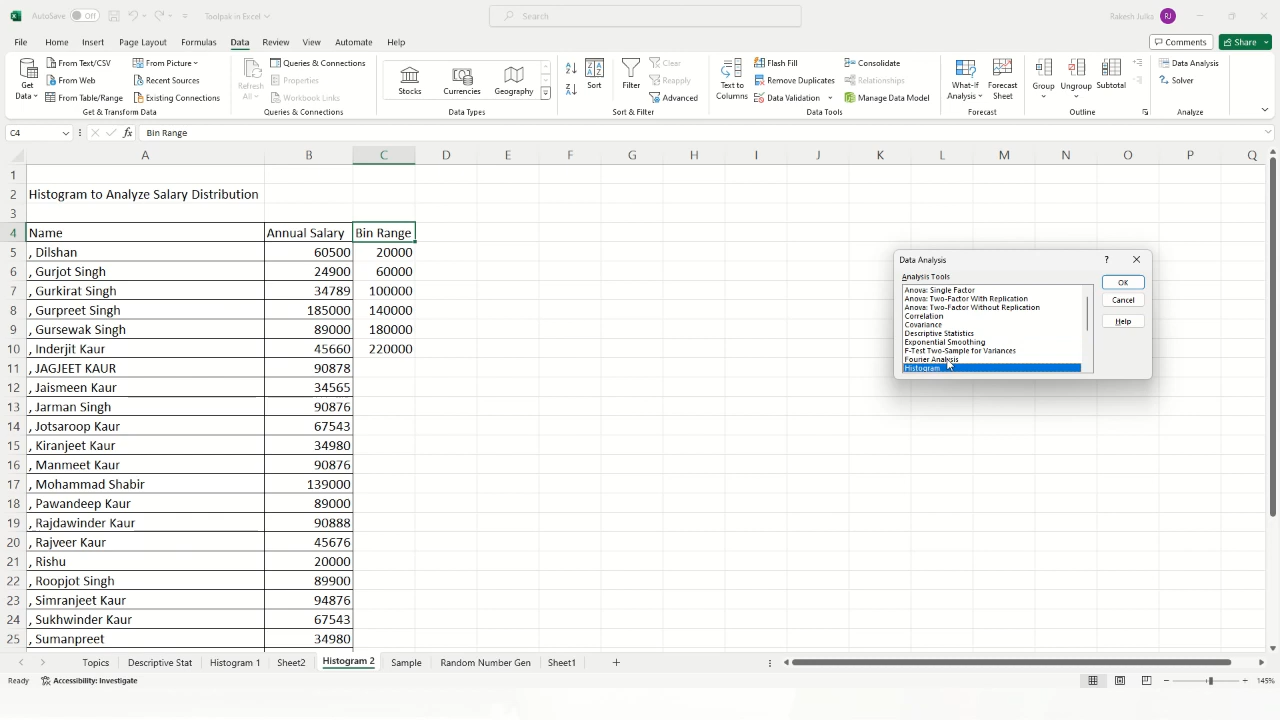 AutoSave Off Toolpak in Excel Search Rakesh Julka RJ
File Home Insert Page Layout Formulas Data Review View Automate Help Comments Share
Get Data From Text/CSV From Picture Refresh All Queries & Connections Stocks Currencies Geography Sort Filter Clear Text to Columns Flash Fill Consolidate What-If Analysis Forecast Sheet Group Ungroup Subtotal Data Analysis
From Web Recent Sources Properties Reapply Remove Duplicates Relationships Solver
From Table/Range Existing Connections Workbook Links Advanced Data Validation Manage Data Model
Get & Transform Data Queries & Connections Data Types Sort & Filter Data Tools Forecast Outline Analyze
C4 fx Bin Range
A B C D E F G H I J K L M N O P Q
1
2 Histogram to Analyze Salary Distribution
3
4 Name Annual Salary Bin Range
5 , Dilshan 60500 20000
6 , Gurjot Singh 24900 60000
7 , Gurkirat Singh 34789 100000
8 , Gurpreet Singh 185000 140000
9 , Gursewak Singh 89000 180000
10 , Inderjit Kaur 45660 220000
11 , JAGJEET KAUR 90878
12 , Jaismeen Kaur 34565
13 , Jarman Singh 90876
14 , Jotsaroop Kaur 67543
15 , Kiranjeet Kaur 34980
16 , Manmeet Kaur 90876
17 , Mohammad Shabir 139000
18 , Pawandeep Kaur 89000
19 , Rajdawinder Kaur 90888
20 , Rajveer Kaur 45676
21 , Rishu 20000
22 , Roopjot Singh 89900
23 , Simranjeet Kaur 94876
24 , Sukhwinder Kaur 67543
25 , Sumanpreet 34980
Data Analysis ? ×
Analysis Tools
Anova: Single Factor
Anova: Two-Factor With Replication
Anova: Two-Factor Without Replication
Correlation
Covariance
Descriptive Statistics
Exponential Smoothing
F-Test Two-Sample for Variances
Fourier Analysis
Histogram
OK
Cancel
Help
Topics Descriptive Stat Histogram 1 Sheet2 Histogram 2 Sample Random Number Gen Sheet1
Ready Accessibility: Investigate 145%